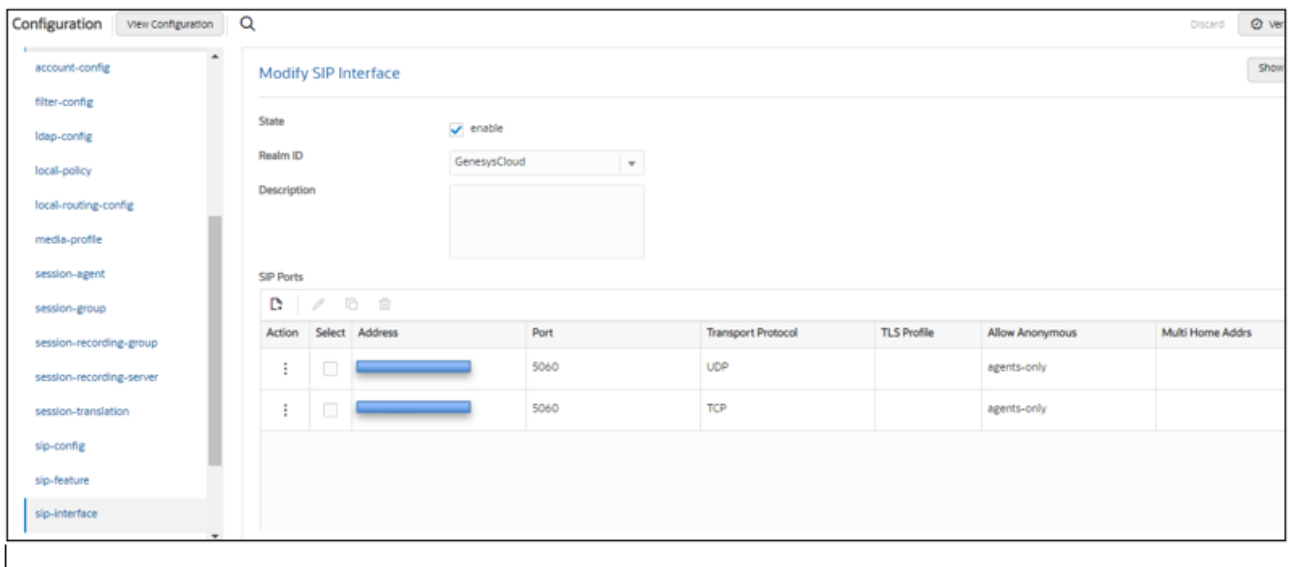 Configuration View Configuration Discard Ver
account-config
filter-config
ldap-config
local-policy
local-routing-config
media-profile
session-agent
session-group
session-recording-group
session-recording-server
session-translation
sip-config
sip-feature
sip-interface
Modify SIP Interface Show
State enable
Realm ID GenesysCloud
Description
SIP Ports
Action Select Address Port Transport Protocol TLS Profile Allow Anonymous Multi Home Addrs
5060 UDP agents-only
5060 TCP agents-only